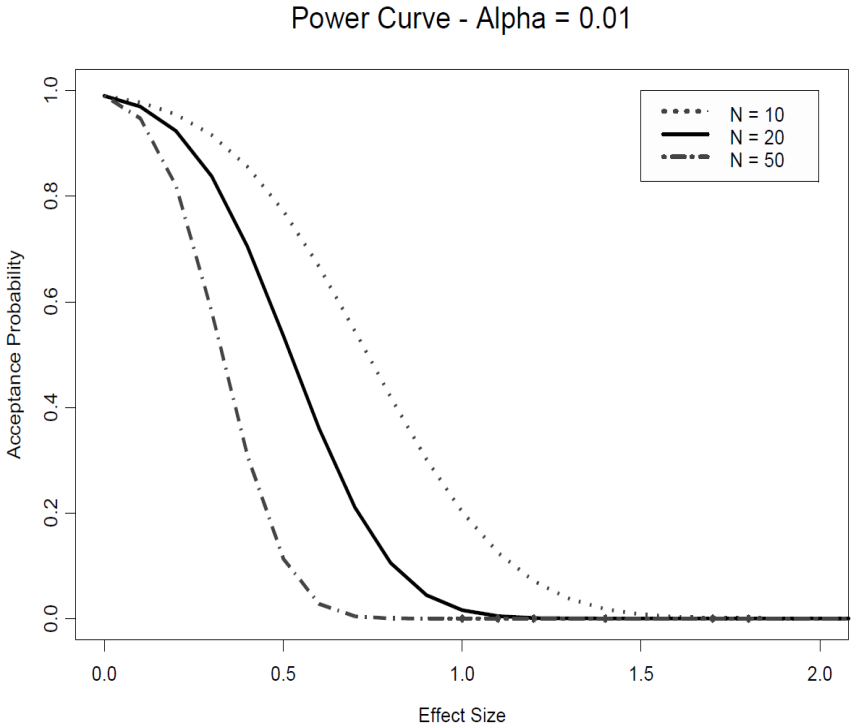 Power Curve - Alpha = 0.01
N = 10
N = 20
N = 50
Acceptance Probability
1.0
0.8
0.6
0.4
0.2
0.0
0.0 0.5 1.0 1.5 2.0
Effect Size